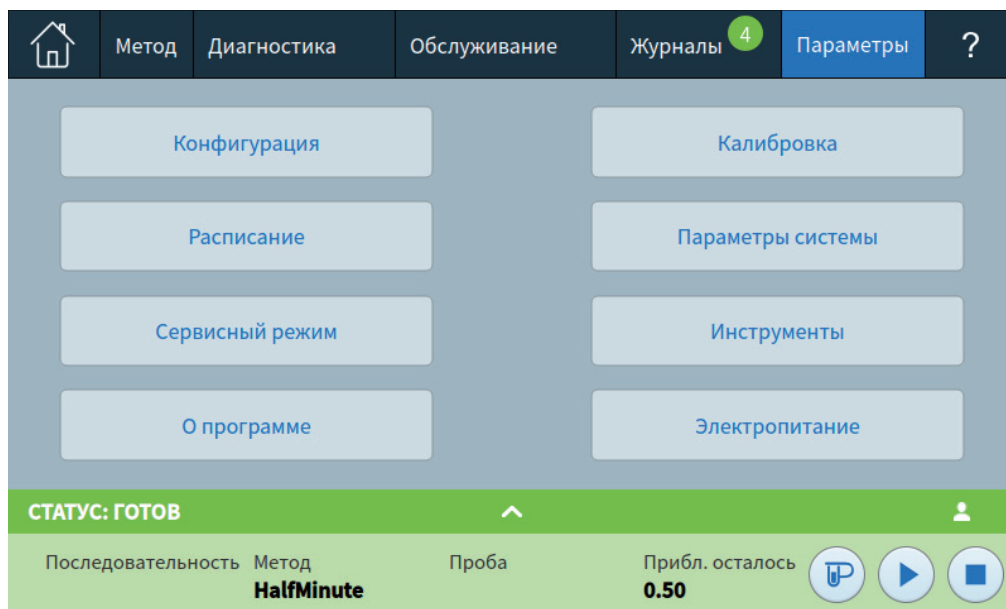 Метод Диагностика Обслуживание Журналы 4 Параметры ?
Конфигурация Калибровка
Расписание Параметры системы
Сервисный режим Инструменты
О программе Электропитание
СТАТУС: ГОТОВ
Последовательность Метод Проба Прибл. осталось
HalfMinute 0.50